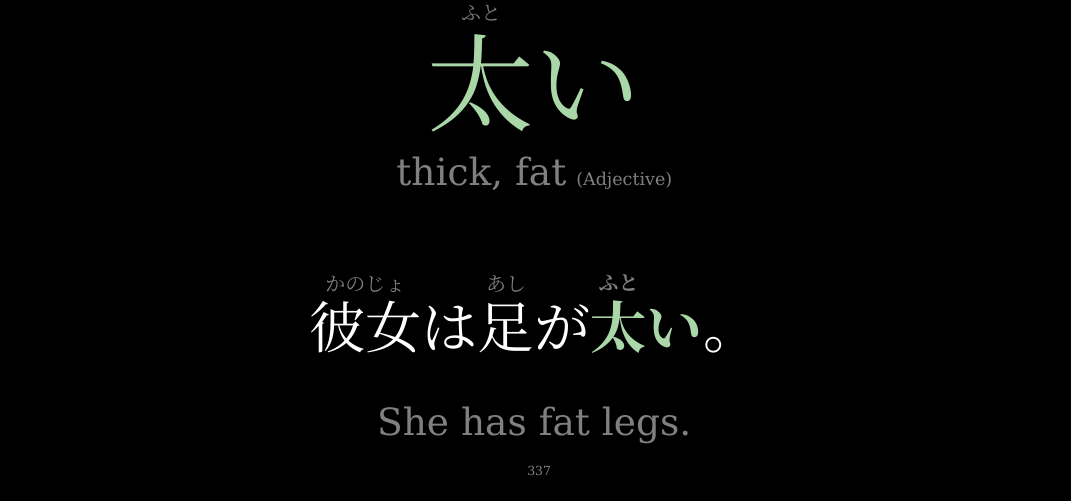 ふと
太い
thick, fat (Adjective)
かのじょ あし ふと
彼女は足が太い。
She has fat legs.
337